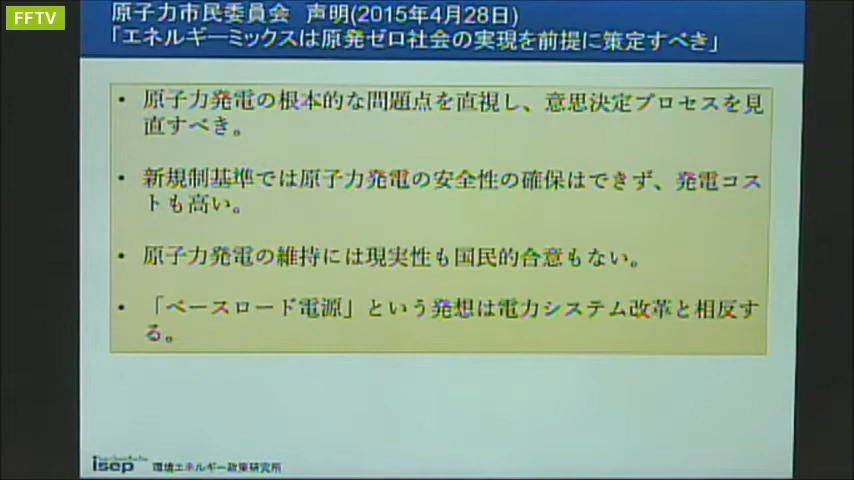 FFTV
原子力市民委員会 声明(2015年4月28日)
「エネルギーミックスは原発ゼロ社会の実現を前提に策定すべき」
• 原子力発電の根本的な問題点を直視し、意思決定プロセスを見
直すべき。
• 新規制基準では原子力発電の安全性の確保はできず、発電コス
トも高い。
• 原子力発電の維持には現実性も国民的合意もない。
• 「ベースロード電源」という発想は電力システム改革と相反す
る。
isep 環境エネルギー政策研究所